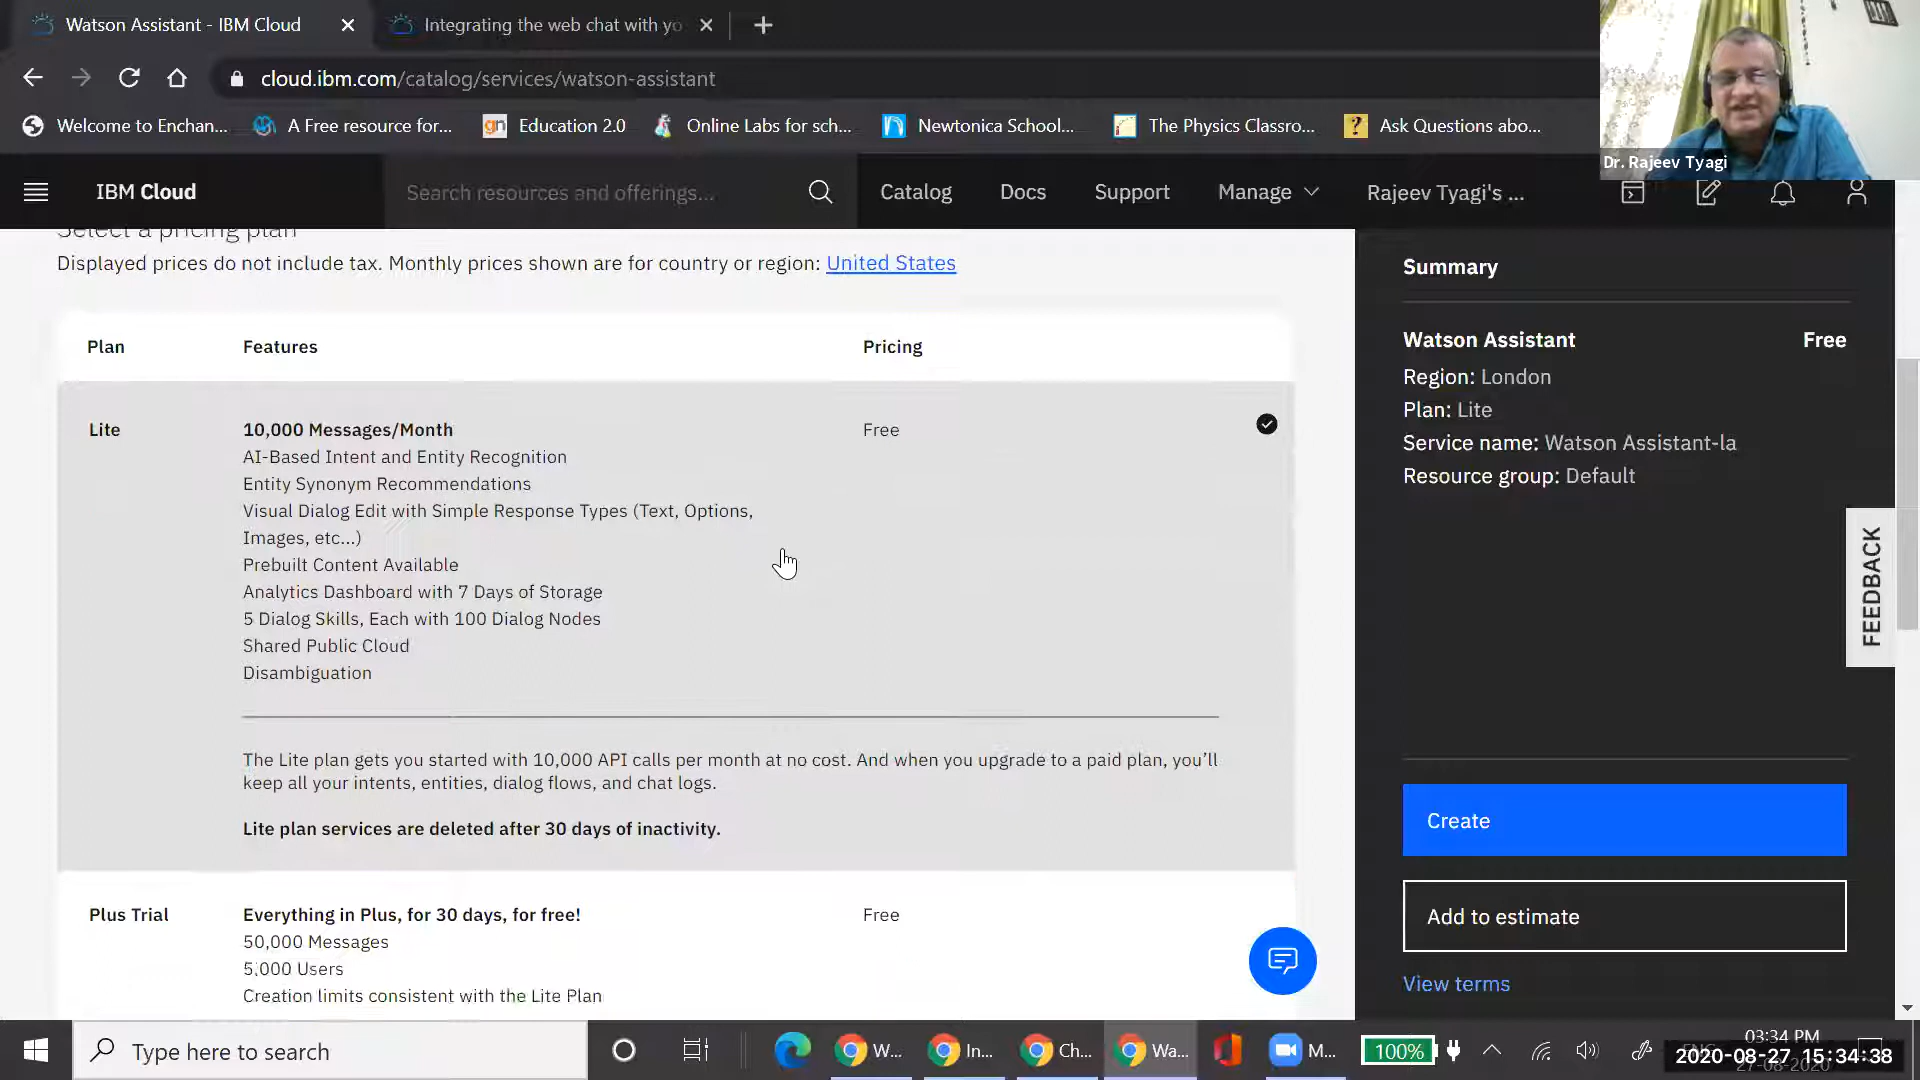 Watson Assistant - IBM Cloud
Integrating the web chat with yo
cloud.ibm.com/catalog/services/watson-assistant
Welcome to Enchan...
A Free resource for...
gn
Education 2.0
Online Labs for sch...
Newtonica School...
The Physics Classro...
?
Ask Questions abo...
Dr. Rajeev Tyagi
IBM Cloud
Search resources and offerings...
Catalog
Docs
Support
Manage
Rajeev Tyagi's ...
Select a pricing plan
Displayed prices do not include tax. Monthly prices shown are for country or region: United States
Plan
Features
Pricing
Lite
10,000 Messages/Month
Free
AI-Based Intent and Entity Recognition
Entity Synonym Recommendations
Visual Dialog Edit with Simple Response Types (Text, Options,
Images, etc...)
Prebuilt Content Available
Analytics Dashboard with 7 Days of Storage
5 Dialog Skills, Each with 100 Dialog Nodes
Shared Public Cloud
Disambiguation
The Lite plan gets you started with 10,000 API calls per month at no cost. And when you upgrade to a paid plan, you'll
keep all your intents, entities, dialog flows, and chat logs.
Lite plan services are deleted after 30 days of inactivity.
Plus Trial
Everything in Plus, for 30 days, for free!
Free
50,000 Messages
5,000 Users
Creation limits consistent with the Lite Plan
Summary
Watson Assistant
Free
Region: London
Plan: Lite
Service name: Watson Assistant-la
Resource group: Default
FEEDBACK
Create
Add to estimate
View terms
Type here to search
W...
In...
Ch...
Wa...
M...
100%
ENG
03:34 PM
2020-08-27 15:34:38
27-08-2020